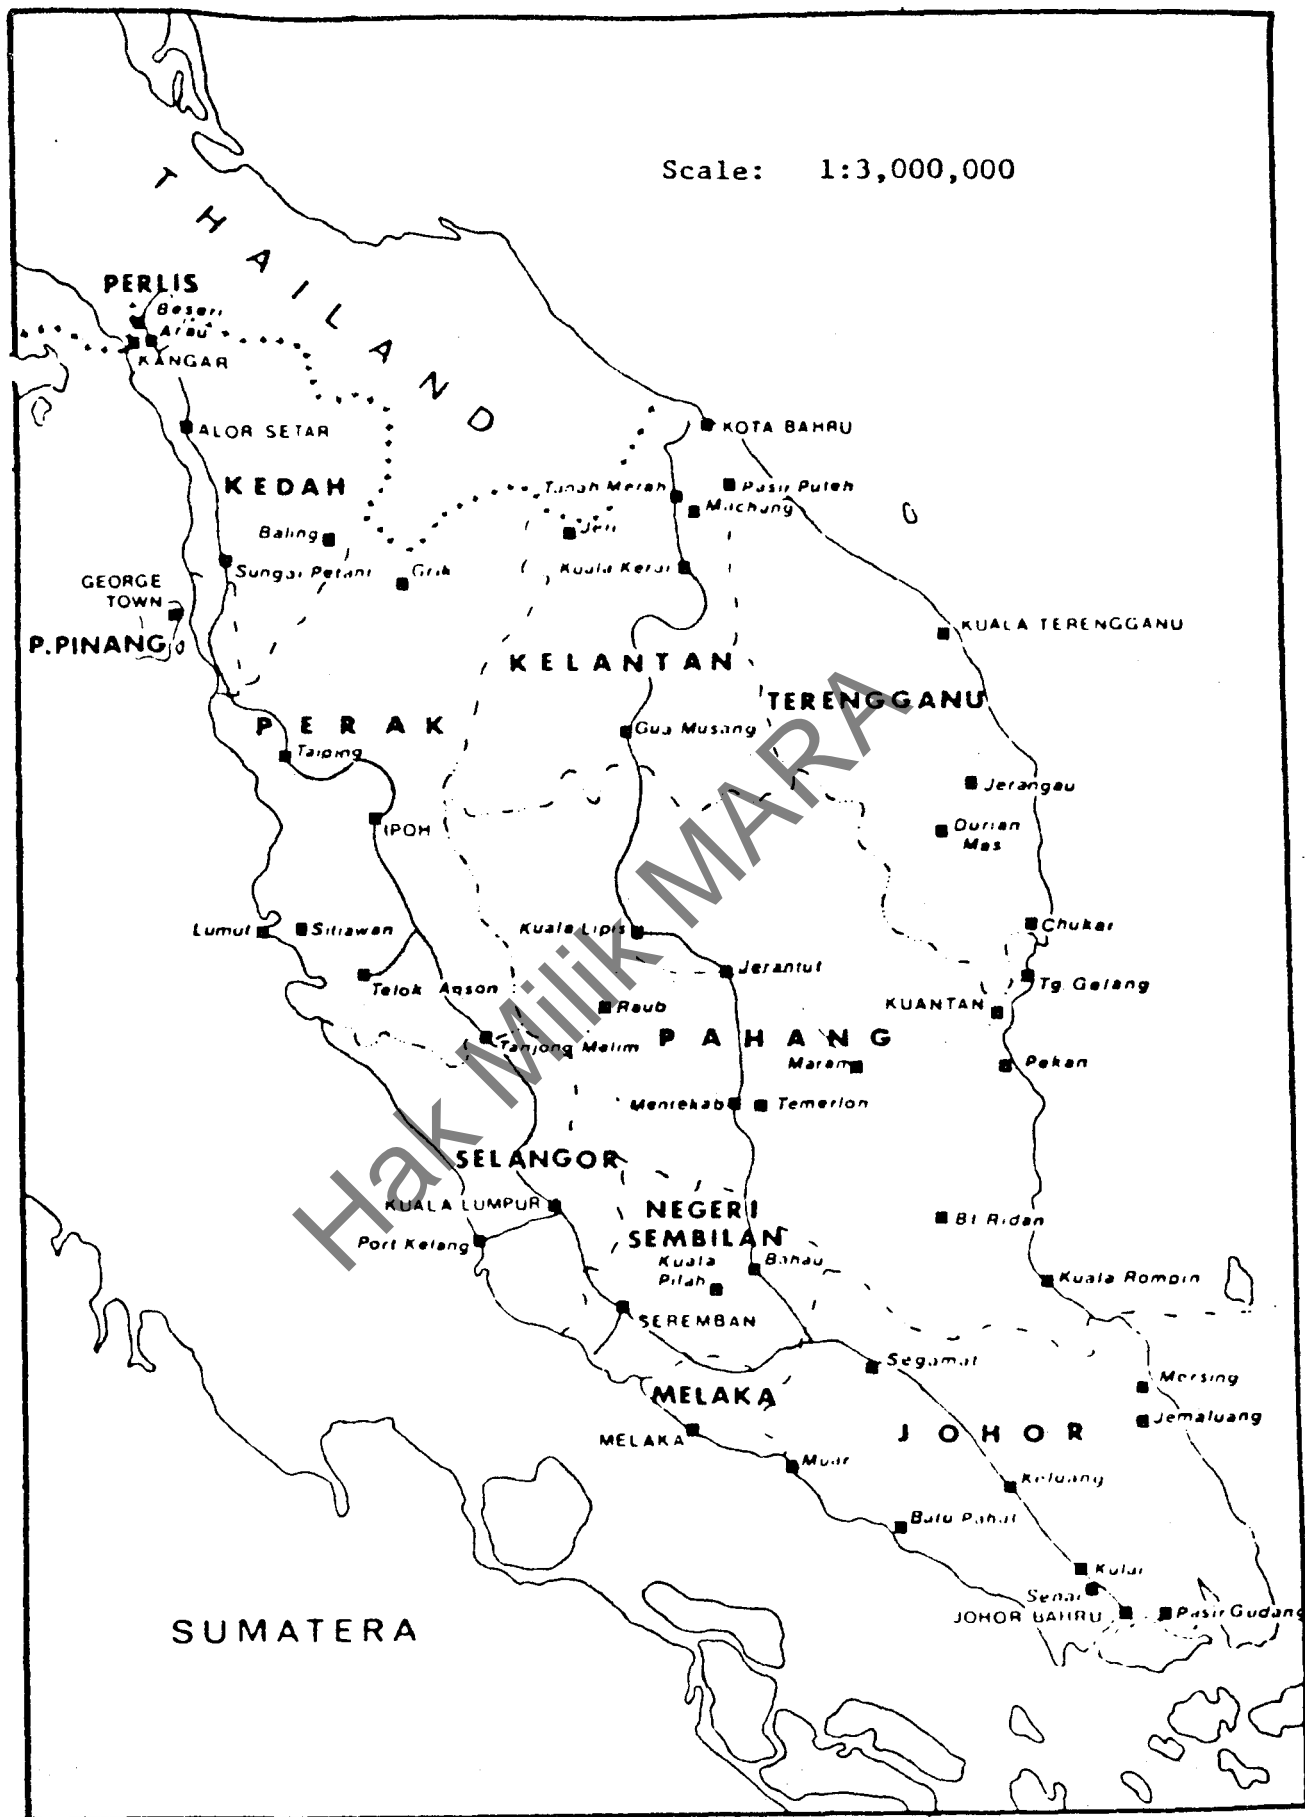 Scale: 1:3,000,000
THAILAND
PERLIS
Beseri
Arau
KANGAR
ALOR SETAR
KOTA BAHRU
KEDAH
Tanah Merah
Pasir Puteh
Machang
Baling
Jeli
Sungai Petani
Grik
Kuala Kerai
GEORGE
TOWN
P.PINANG
KUALA TERENGGANU
KELANTAN
TERENGGANU
PERAK
Gua Musang
Taiping
Jerangau
IPOH
Durian
Mas
Lumut
Sitiawan
Kuala Lipis
Chukai
Jerantut
Telok Anson
Tg. Gelang
Raub
KUANTAN
PAHANG
Tanjong Malim
Maran
Pekan
Mentekab
Temerloh
SELANGOR
KUALA LUMPUR
NEGERI
SEMBILAN
Bt Ridan
Port Kelang
Kuala
Pilah
Bahau
Kuala Rompin
SEREMBAN
Segamat
Mersing
MELAKA
Jemaluang
MELAKA
JOHOR
Muar
Keluang
Batu Pahat
Kulai
Senai
JOHOR BAHRU
Pasir Gudang
SUMATERA
Hak Milik MARA